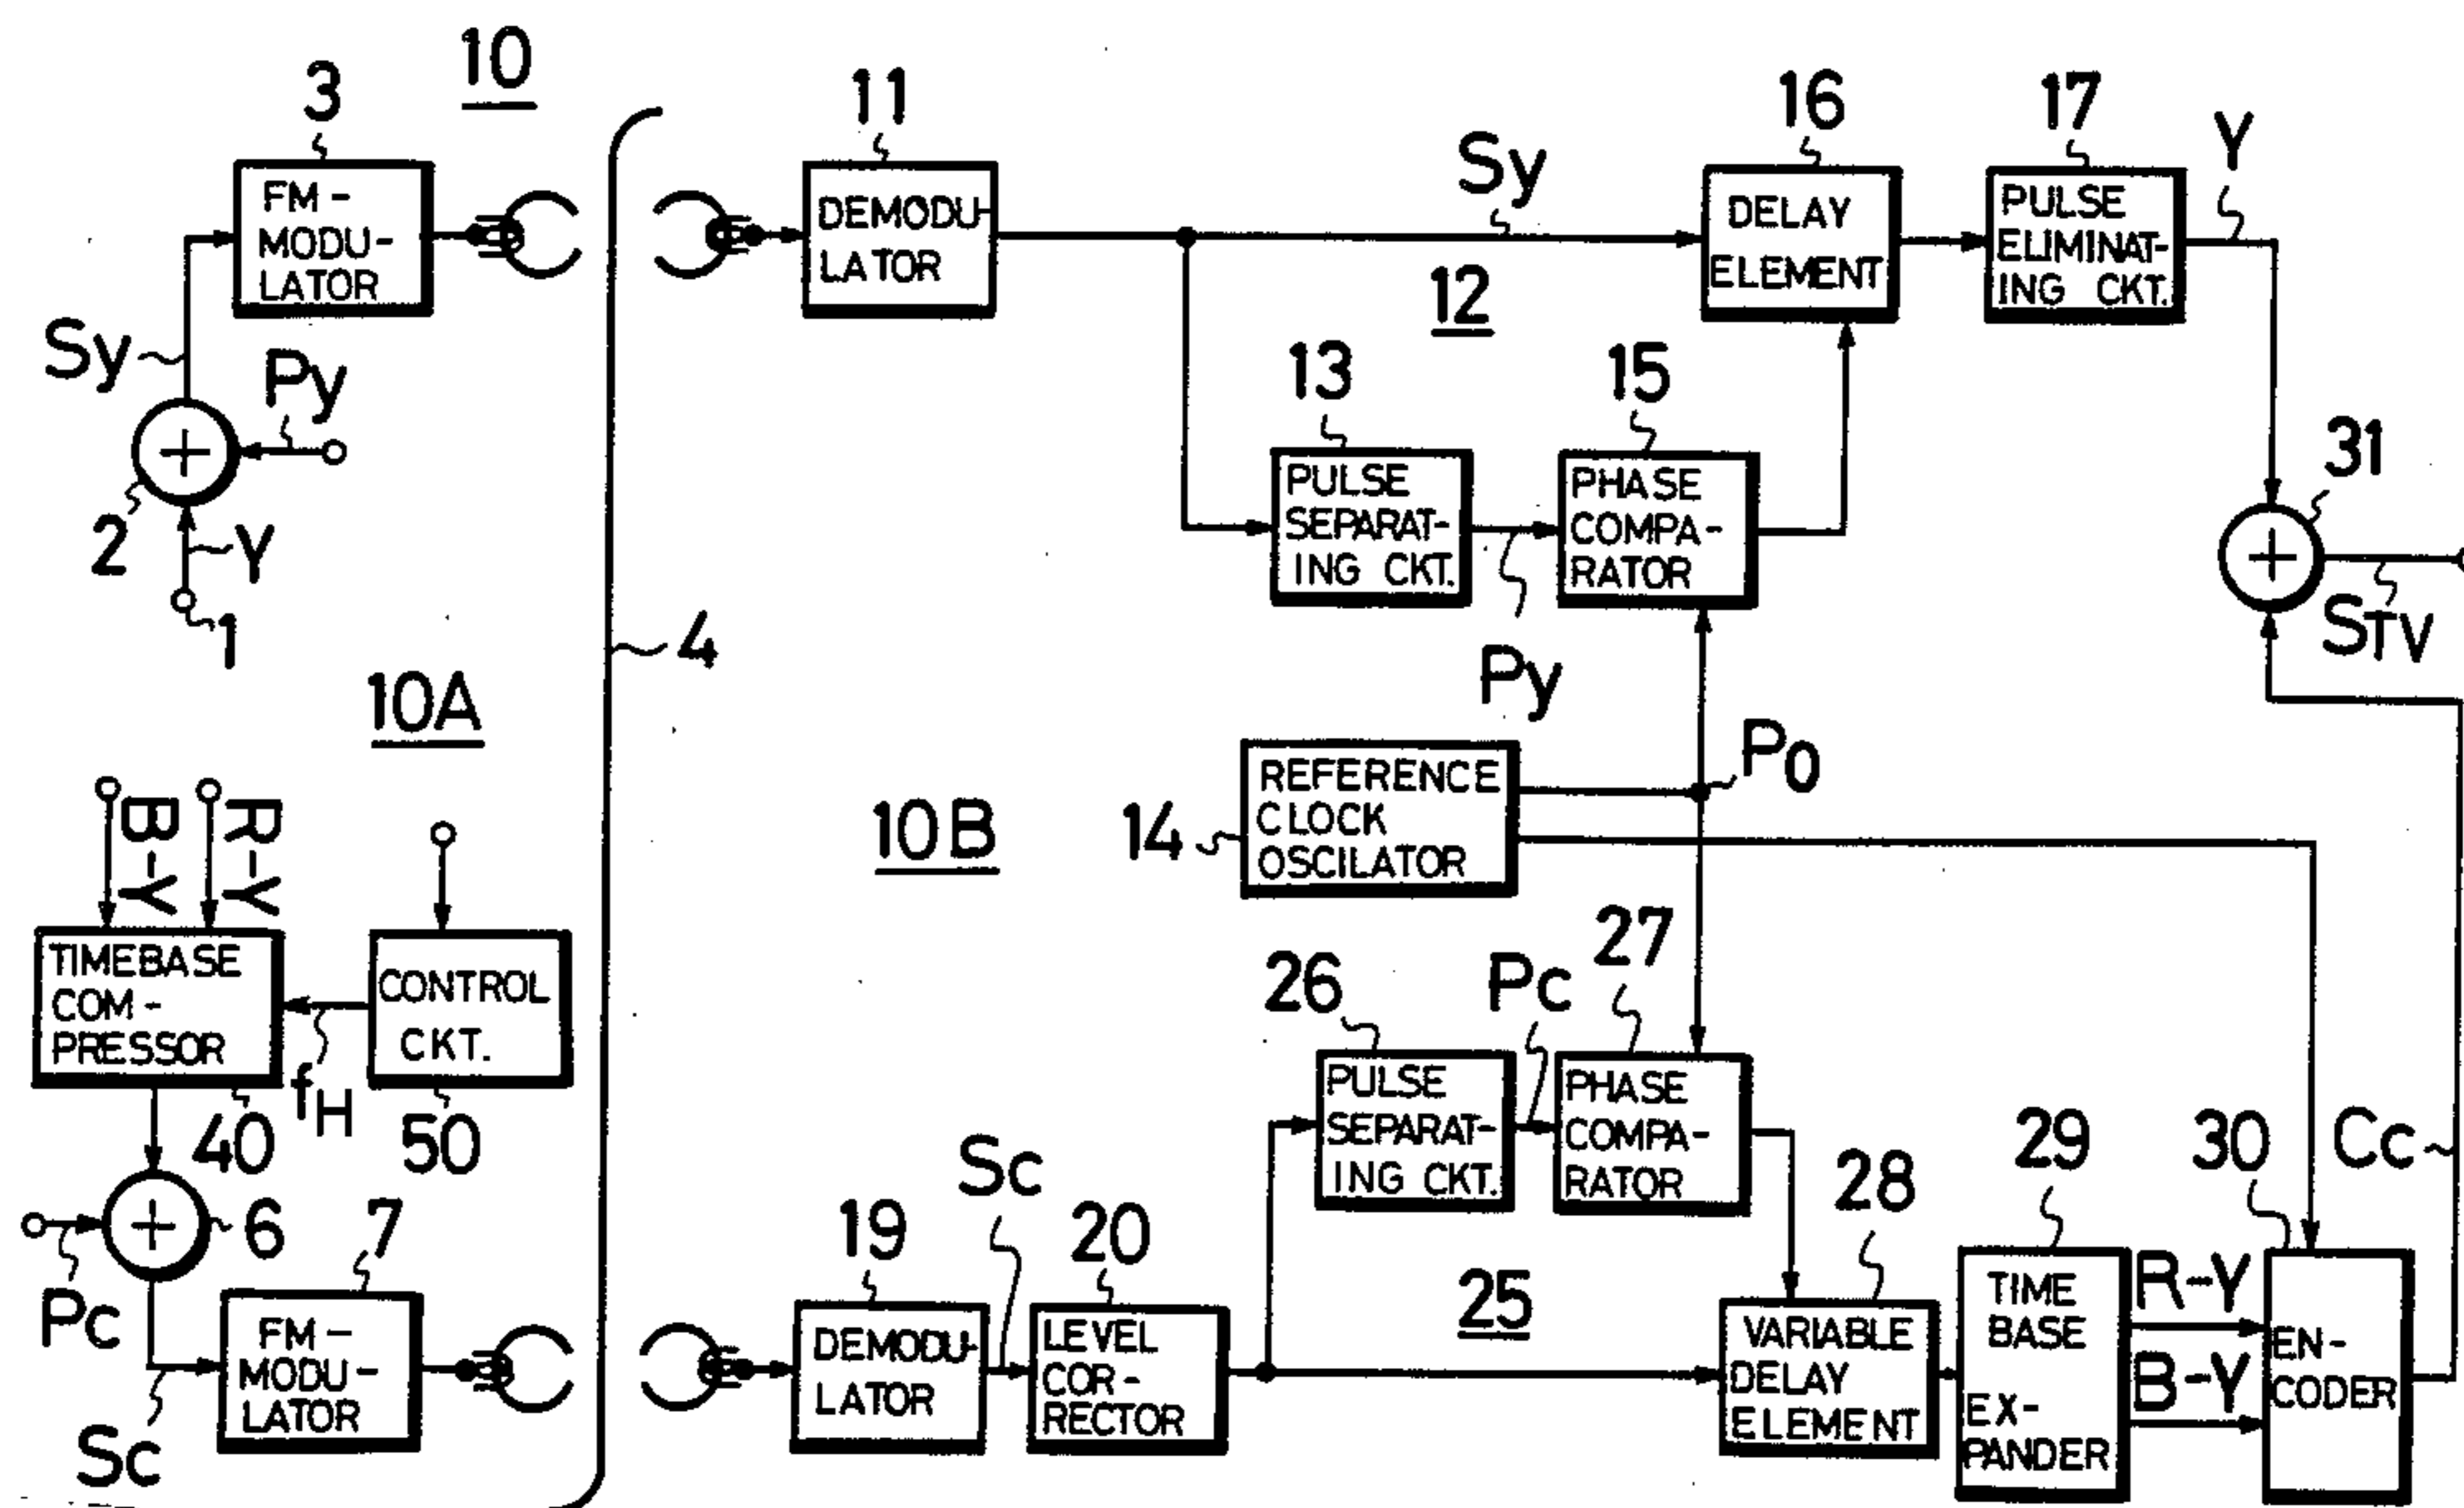 10
3
FM-
MODU-
LATOR
Sy
Py
2
Y
1
10A
B-Y
R-Y
TIMEBASE
COM-
PRESSOR
CONTROL
CKT.
fH
40
50
6
Pc
7
FM-
MODU-
LATOR
Sc
4
11
DEMODU-
LATOR
Sy
12
16
DELAY
ELEMENT
17
PULSE
ELIMINAT-
ING CKT.
Y
13
PULSE
SEPARAT-
ING CKT.
Py
15
PHASE
COMPA-
RATOR
31
STV
10B
14
REFERENCE
CLOCK
OSCILATOR
P0
26
PULSE
SEPARAT-
ING CKT.
Pc
27
PHASE
COMPA-
RATOR
19
DEMODU-
LATOR
Sc
20
LEVEL
COR-
RECTOR
25
28
VARIABLE
DELAY
ELEMENT
29
TIME
BASE
EX-
PANDER
R-Y
B-Y
30
EN-
CODER
Cc